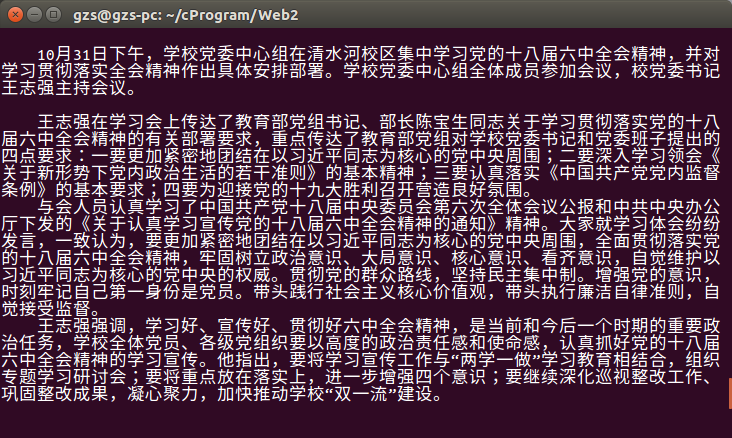 gzs@gzs-pc: ~/cProgram/Web2
10月31日下午，学校党委中心组在清水河校区集中学习党的十八届六中全会精神，并对
学习贯彻落实全会精神作出具体安排部署。学校党委中心组全体成员参加会议，校党委书记
王志强主持会议。
王志强在学习会上传达了教育部党组书记、部长陈宝生同志关于学习贯彻落实党的十八
届六中全会精神的有关部署要求，重点传达了教育部党组对学校党委书记和党委班子提出的
四点要求：一要更加紧密地团结在以习近平同志为核心的党中央周围；二要深入学习领会《
关于新形势下党内政治生活的若干准则》的基本精神；三要认真落实《中国共产党党内监督
条例》的基本要求；四要为迎接党的十九大胜利召开营造良好氛围。
与会人员认真学习了中国共产党十八届中央委员会第六次全体会议公报和中共中央办公
厅下发的《关于认真学习宣传党的十八届六中全会精神的通知》精神。大家就学习体会纷纷
发言，一致认为，要更加紧密地团结在以习近平同志为核心的党中央周围，全面贯彻落实党
的十八届六中全会精神，牢固树立政治意识、大局意识、核心意识、看齐意识，自觉维护以
习近平同志为核心的党中央的权威。贯彻党的群众路线，坚持民主集中制。增强党的意识，
时刻牢记自己第一身份是党员。带头践行社会主义核心价值观，带头执行廉洁自律准则，自
觉接受监督。
王志强强调，学习好、宣传好、贯彻好六中全会精神，是当前和今后一个时期的重要政
治任务，学校全体党员、各级党组织要以高度的政治责任感和使命感，认真抓好党的十八届
六中全会精神的学习宣传。他指出，要将学习宣传工作与“两学一做”学习教育相结合，组织
专题学习研讨会；要将重点放在落实上，进一步增强四个意识；要继续深化巡视整改工作、
巩固整改成果，凝心聚力，加快推动学校“双一流”建设。